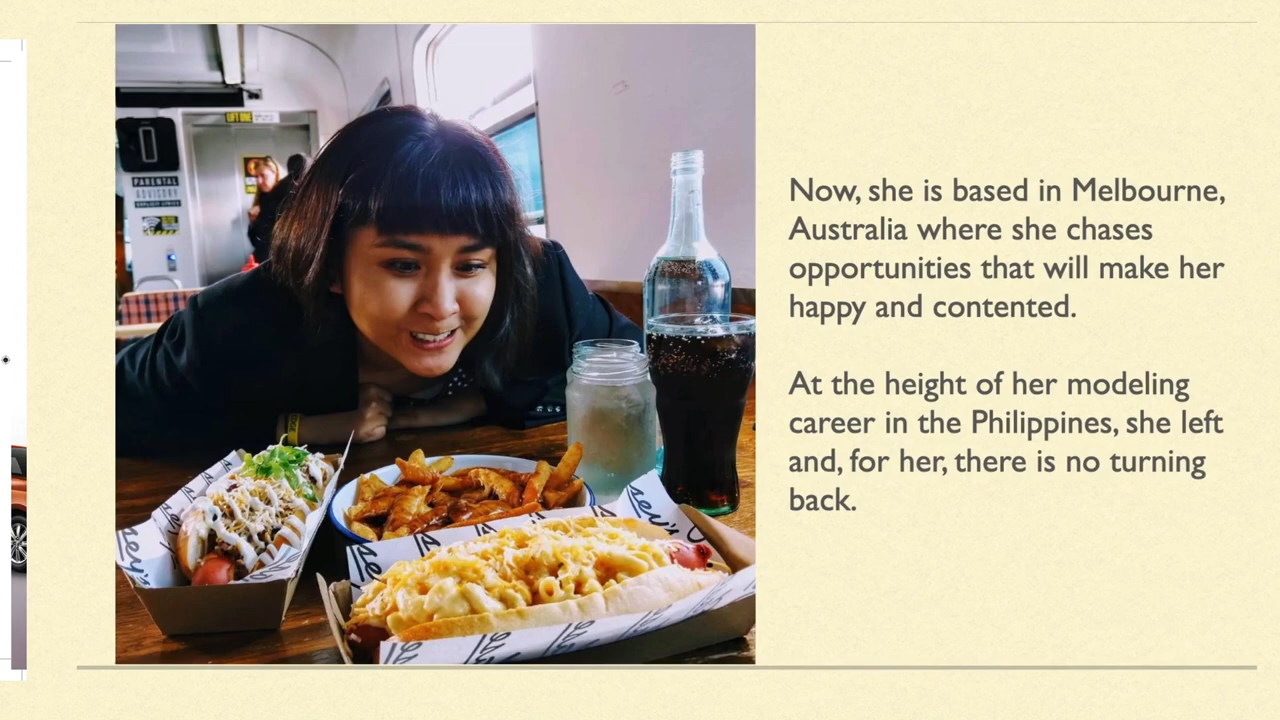 LIFT ONE
PARENTAL
ADVISORY
Now, she is based in Melbourne,
Australia where she chases
opportunities that will make her
happy and contented.
At the height of her modeling
career in the Philippines, she left
and, for her, there is no turning
back.